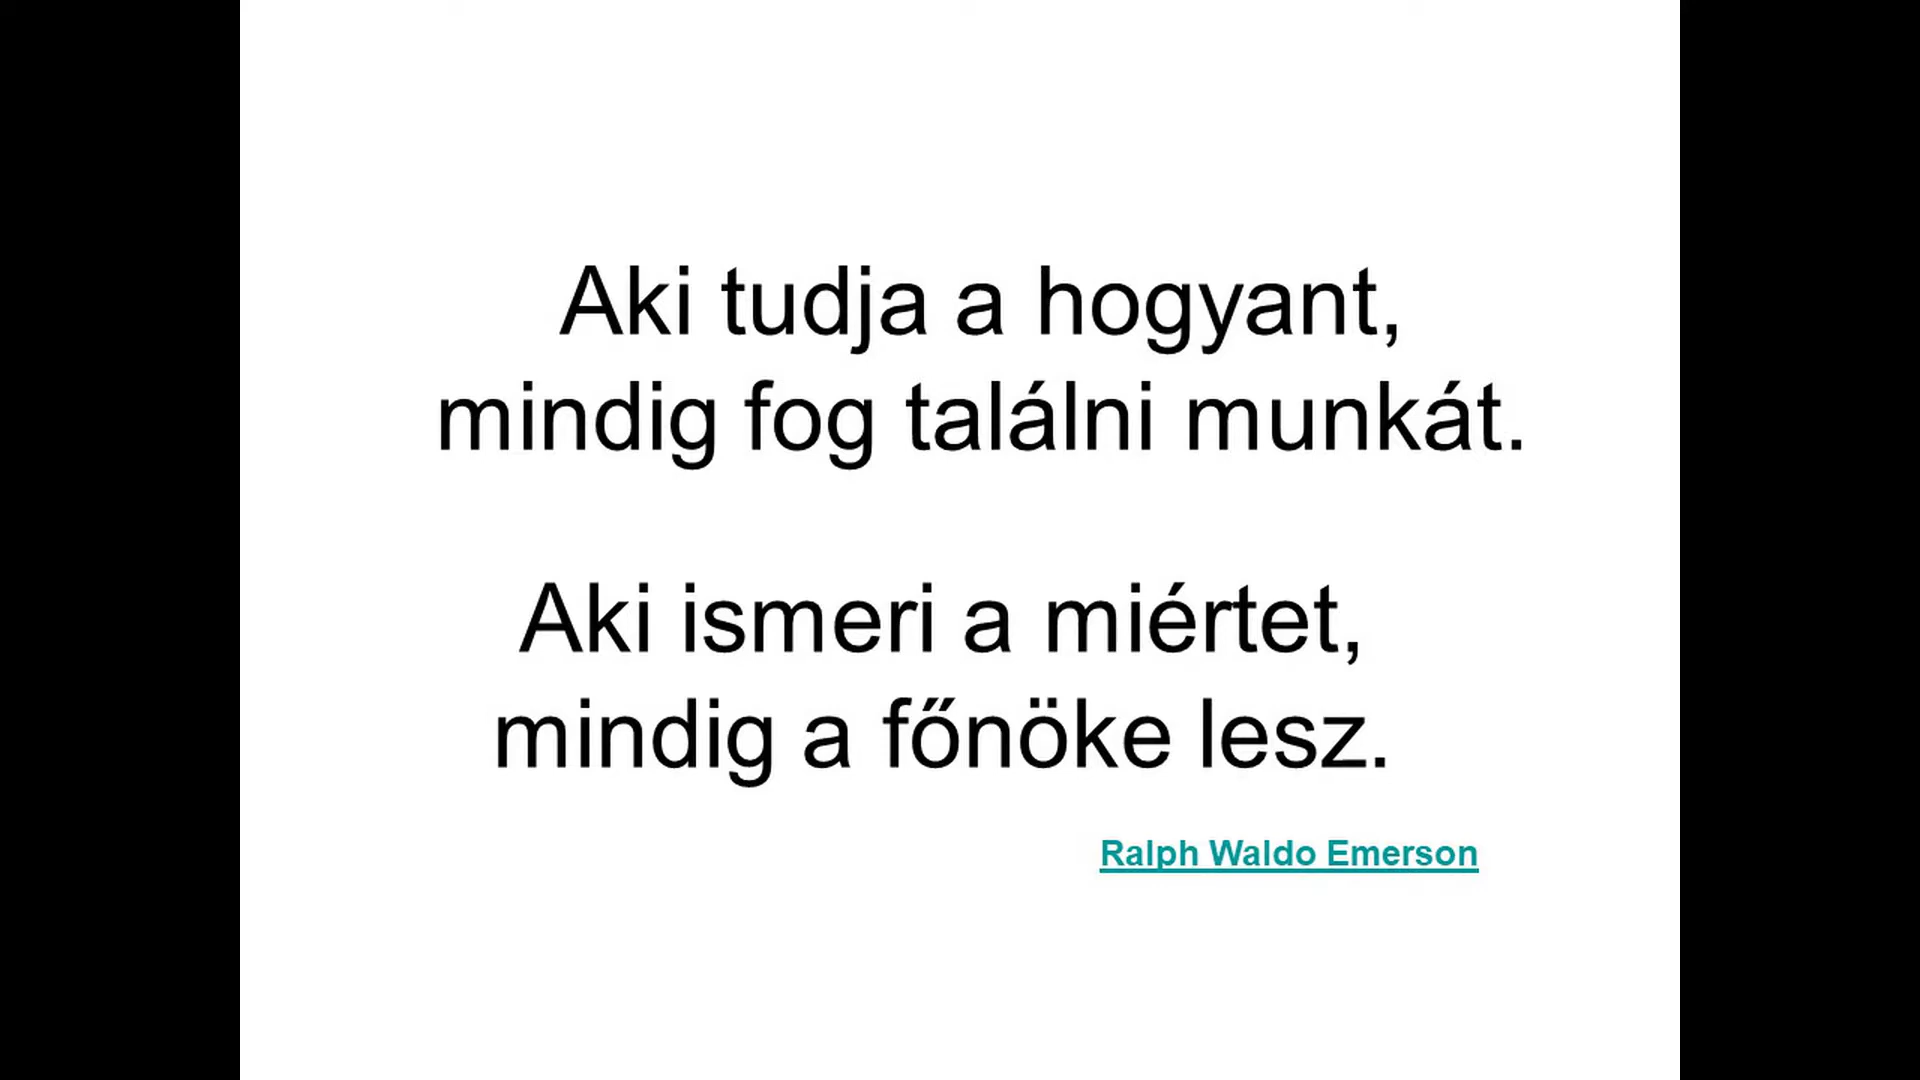 Aki tudja a hogyant,
mindig fog találni munkát.
Aki ismeri a miértet,
mindig a főnöke lesz.
Ralph Waldo Emerson